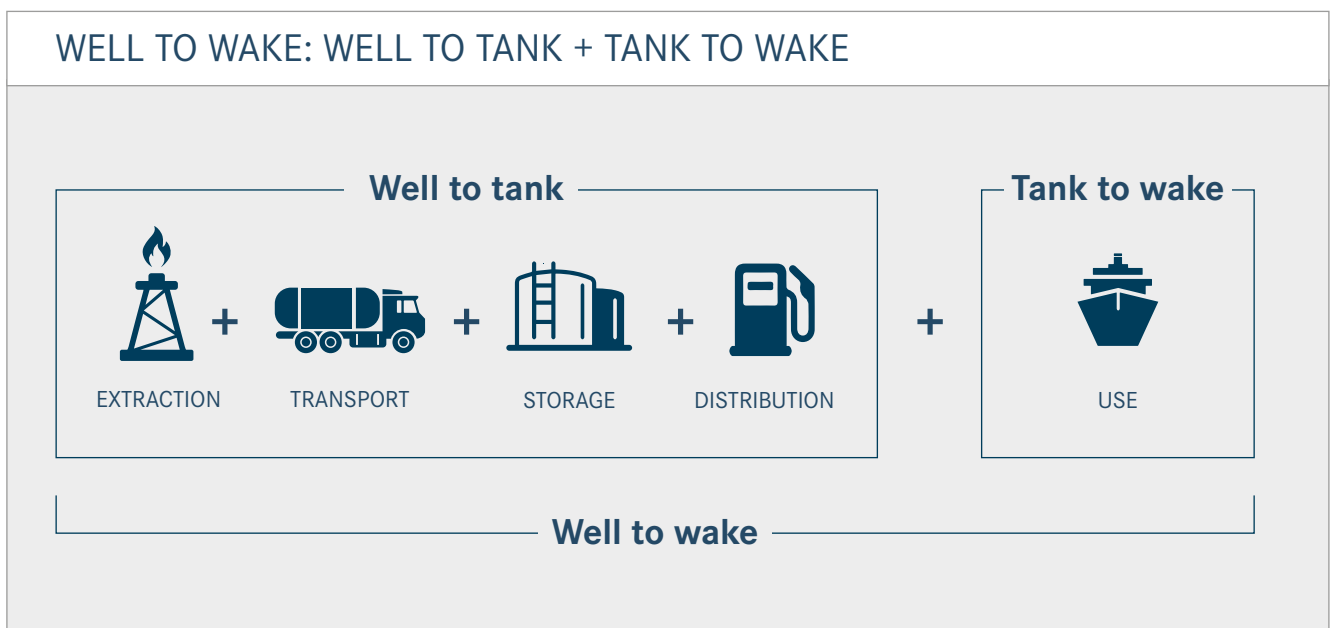 WELL TO WAKE: WELL TO TANK + TANK TO WAKE
Well to tank
Tank to wake
+ + + +
EXTRACTION TRANSPORT STORAGE DISTRIBUTION USE
Well to wake